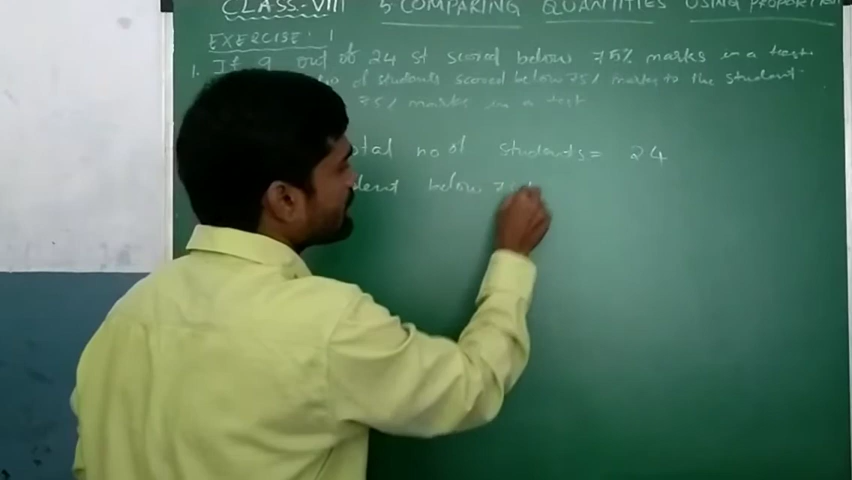 CLASS-VIII 5-COMPARING QUANTITIES USING PROPORTION
EXERCISE: 1
1. If 9 out of 24 st scored below 75% marks in a test.
no of students scored below 75% marks to the student
75% marks in a test
total no of students = 24
student below 75%